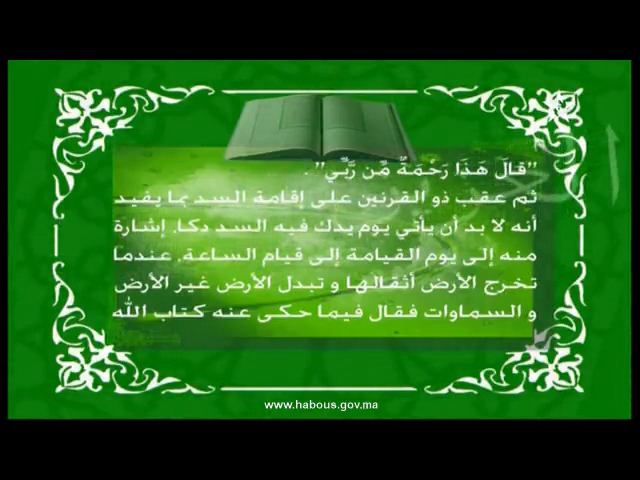 "قَالَ هَذَا رَحْمَةٌ مِّن رَّبِّي" .
ثم عقب ذو القرنين على إقامة السد بما يفيد
أنه لا بد أن يأتي يوم يدك فيه السد دكا، إشارة
منه إلى يوم القيامة إلى قيام الساعة، عندما
تخرج الأرض أثقالها و تبدل الأرض غير الأرض
و السماوات فقال فيما حكى عنه كتاب الله
www.habous.gov.ma